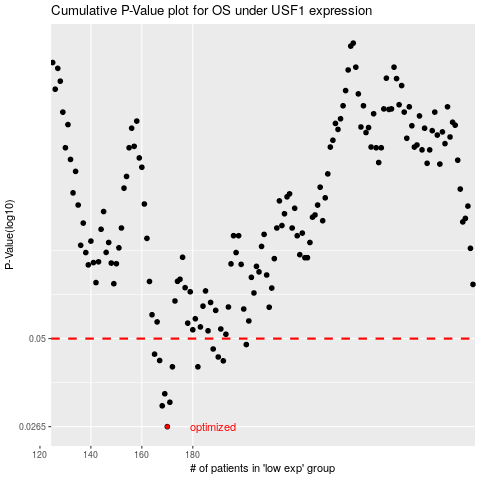 Cumulative P-Value plot for OS under USF1 expression
P-Value(log10)
0.05
0.0265
optimized
120 140 160 180
# of patients in 'low exp' group